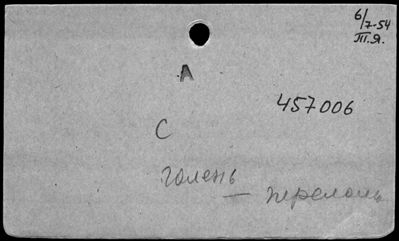 6/7-54
П.Я.
А
457006
С
голень
— перелом